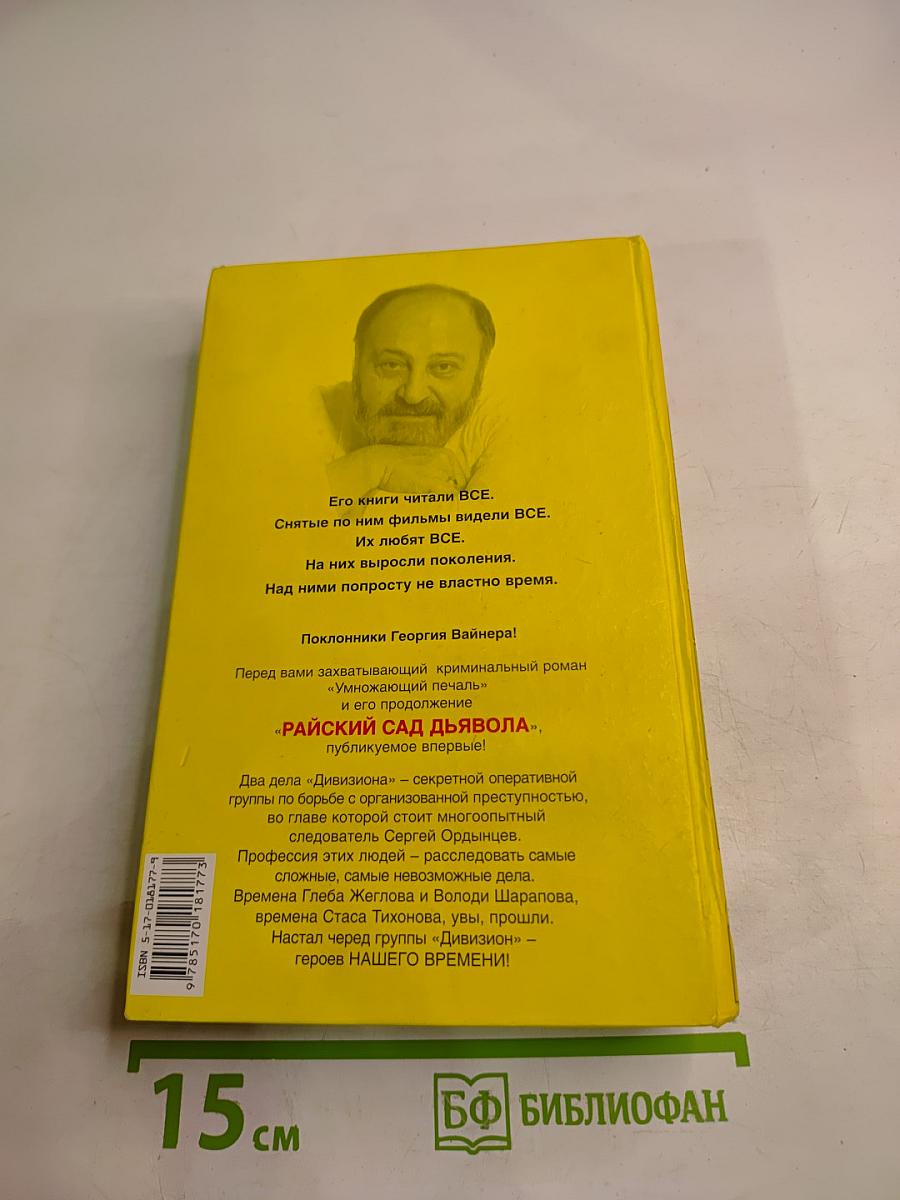 Его книги читали ВСЕ.
Снятые по ним фильмы видели ВСЕ.
Их любят ВСЕ.
На них выросли поколения.
Над ними попросту не властно время.
Поклонники Георгия Вайнера!
Перед вами захватывающий криминальный роман
«Умножающий печаль»
и его продолжение
«РАЙСКИЙ САД ДЬЯВОЛА»,
публикуемое впервые!
Два дела «Дивизиона» – секретной оперативной
группы по борьбе с организованной преступностью,
во главе которой стоит многоопытный
следователь Сергей Ордынцев.
Профессия этих людей – расследовать самые
сложные, самые невозможные дела.
Времена Глеба Жеглова и Володи Шарапова,
времена Стаса Тихонова, увы, прошли.
Настал черед группы «Дивизион» –
героев НАШЕГО ВРЕМЕНИ!
ISBN 5-17-018177-9
9 785170 181773
15 см
БФ БИБЛИОФАН